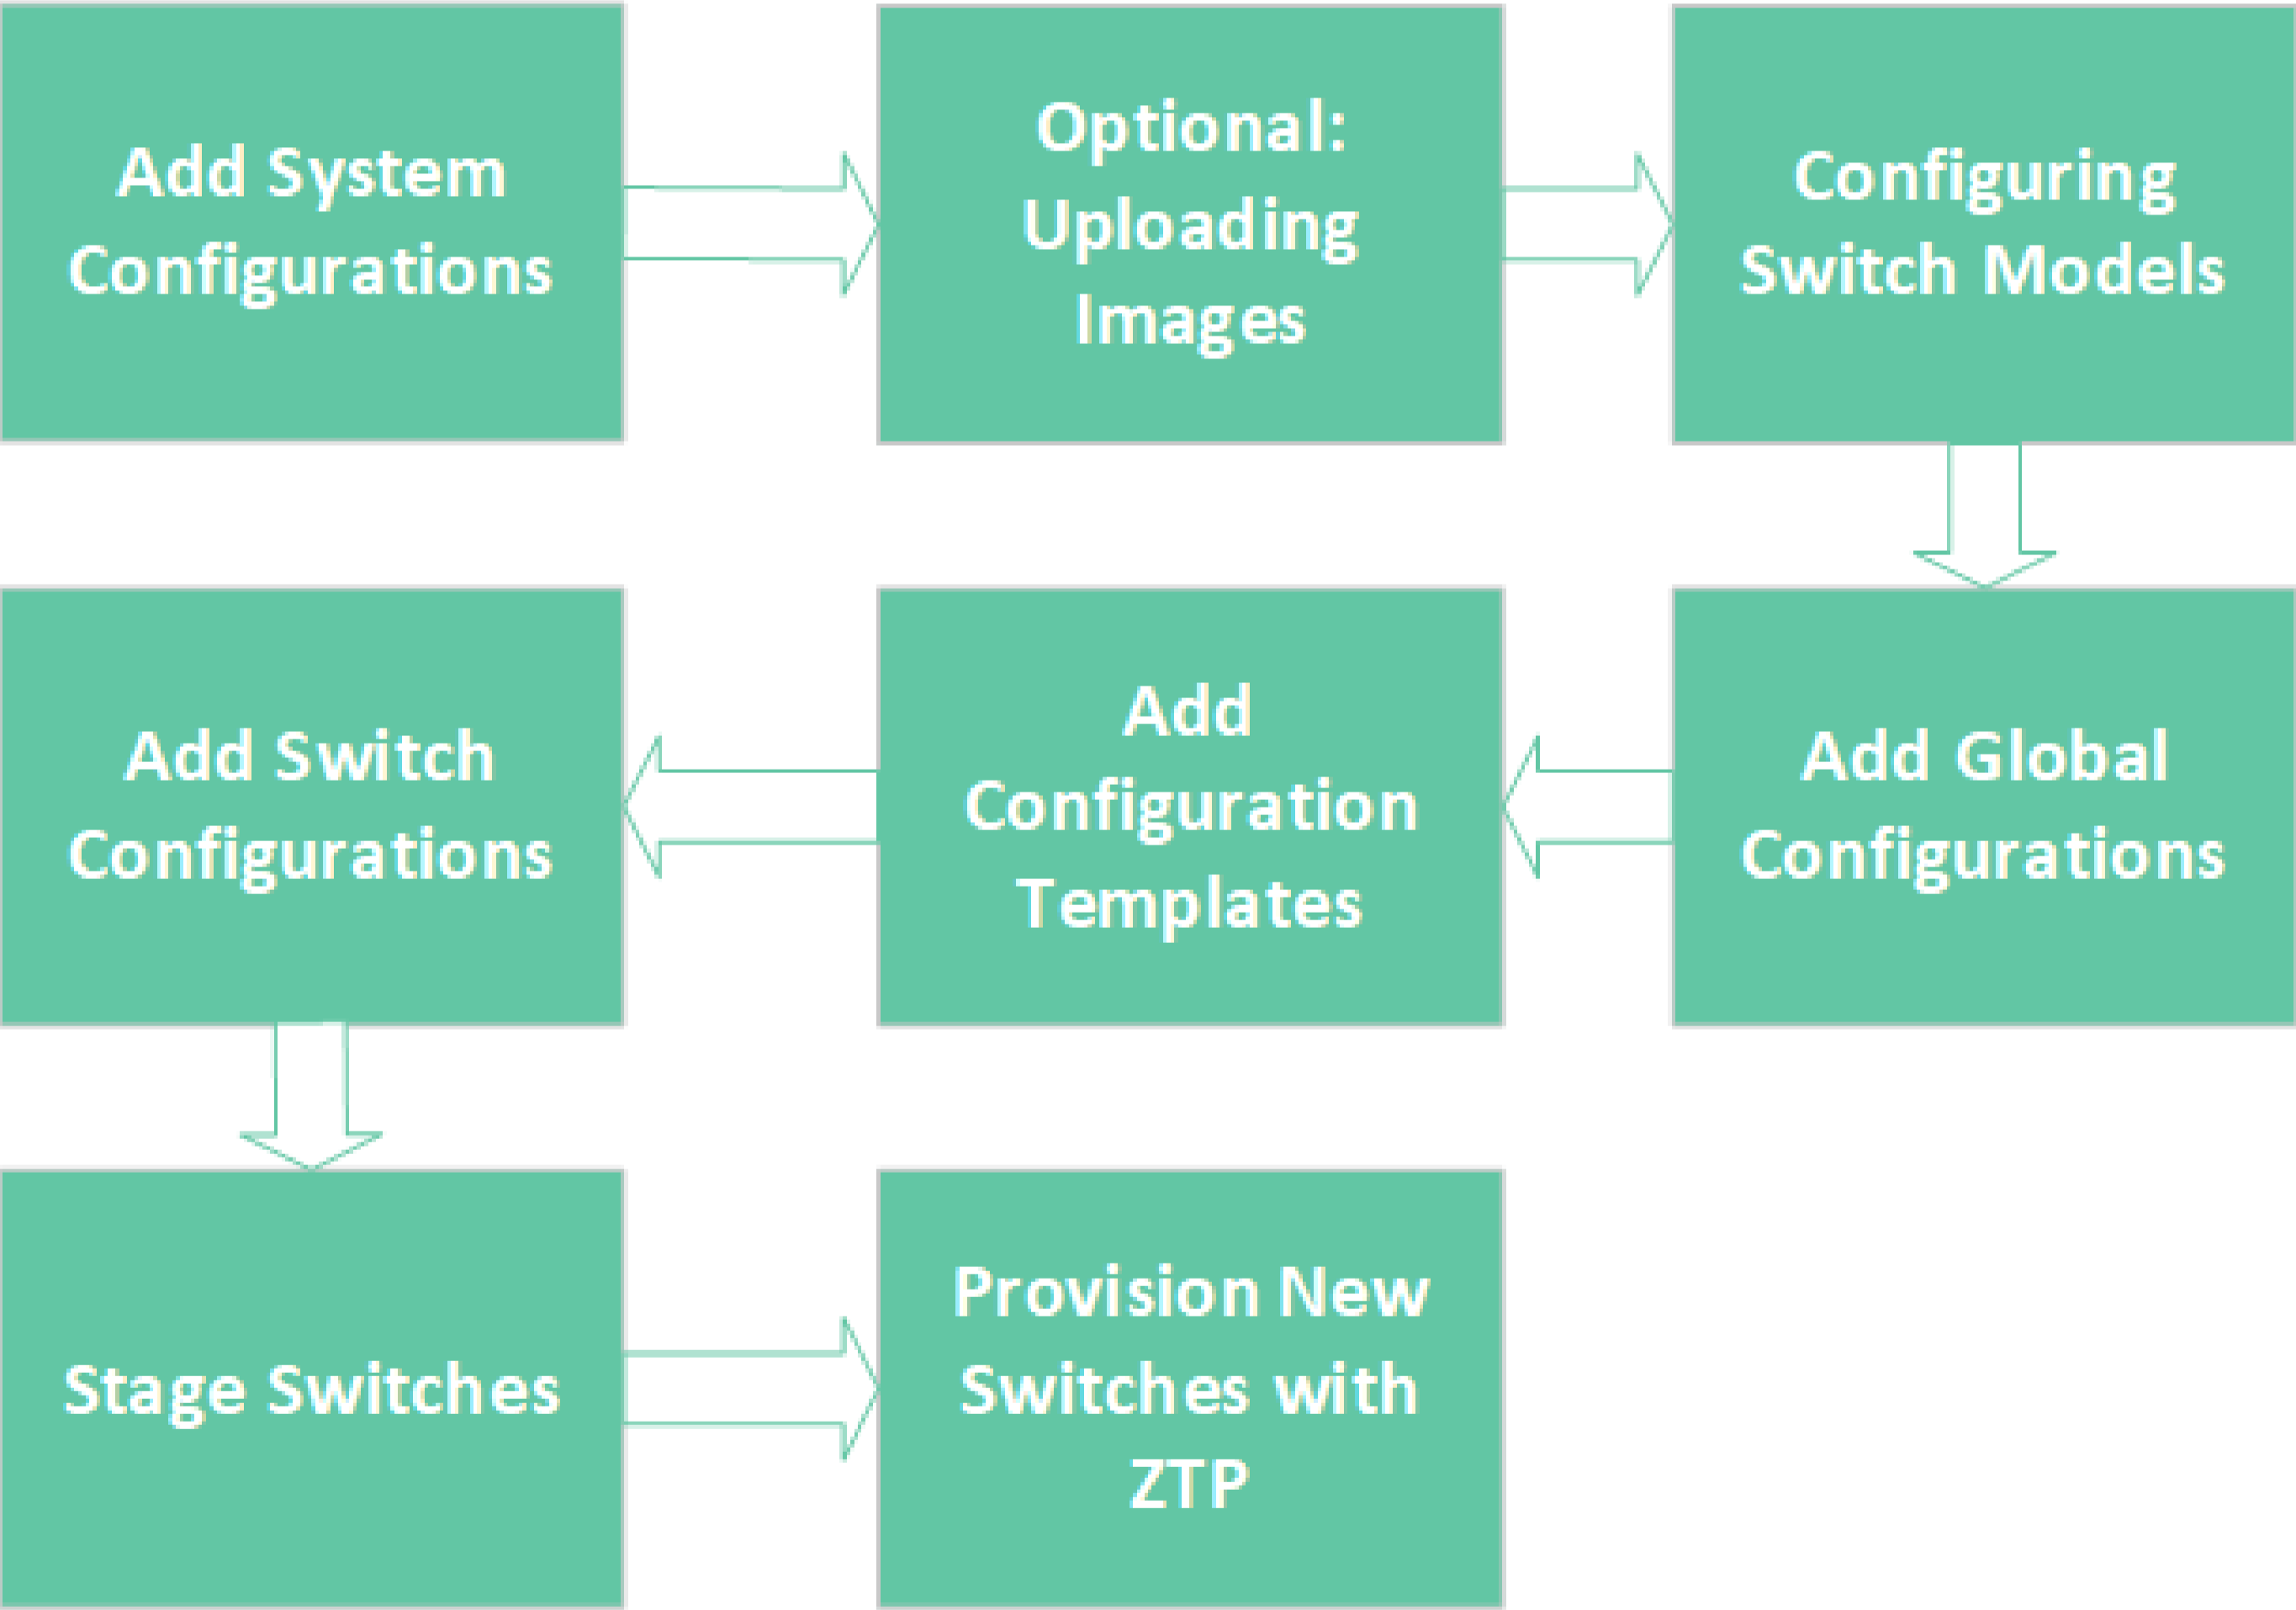 Add System
Configurations
Optional:
Uploading
Images
Configuring
Switch Models
Add Switch
Configurations
Add
Configuration
Templates
Add Global
Configurations
Stage Switches
Provision New
Switches with
ZTP